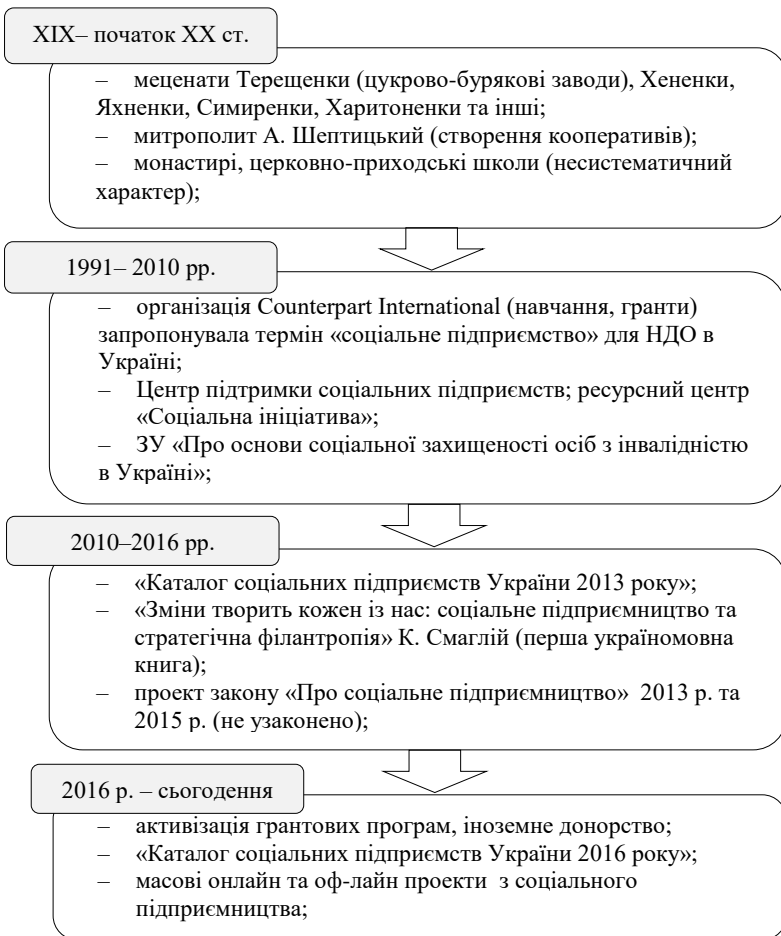 ХІХ– початок ХХ ст.
– меценати Терещенки (цукрово-бурякові заводи), Хененки,
Яхненки, Симиренки, Харитоненки та інші;
– митрополит А. Шептицький (створення кооперативів);
– монастирі, церковно-приходські школи (несистематичний
характер);
1991– 2010 рр.
– організація Counterpart International (навчання, гранти)
запропонувала термін «соціальне підприємство» для НДО в
Україні;
– Центр підтримки соціальних підприємств; ресурсний центр
«Соціальна ініціатива»;
– ЗУ «Про основи соціальної захищеності осіб з інвалідністю
в Україні»;
2010–2016 рр.
– «Каталог соціальних підприємств України 2013 року»;
– «Зміни творить кожен із нас: соціальне підприємництво та
стратегічна філантропія» К. Смаглій (перша україномовна
книга);
– проект закону «Про соціальне підприємництво» 2013 р. та
2015 р. (не узаконено);
2016 р. – сьогодення
– активізація грантових програм, іноземне донорство;
– «Каталог соціальних підприємств України 2016 року»;
– масові онлайн та оф-лайн проекти з соціального
підприємництва;